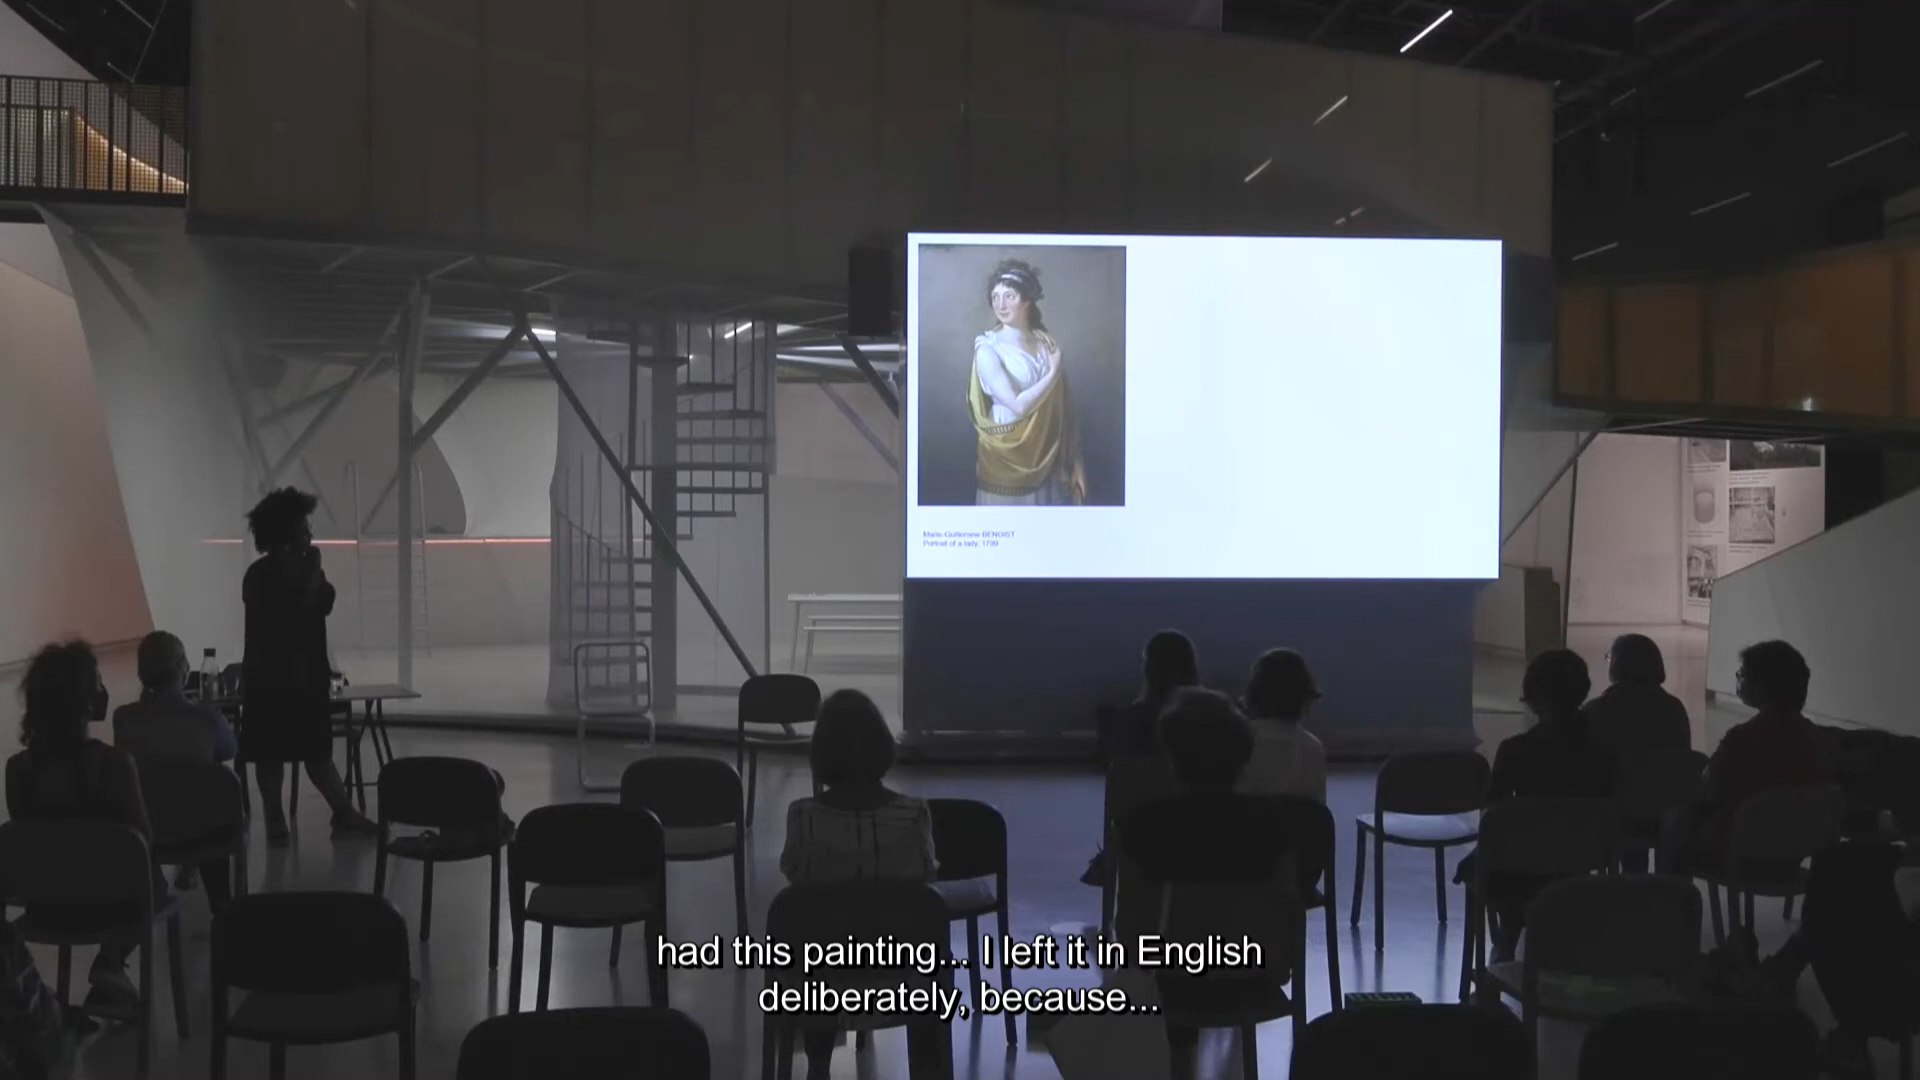 Marie-Guillemine BENOIST
Portrait of a lady, 1799
had this painting... I left it in English
deliberately, because...